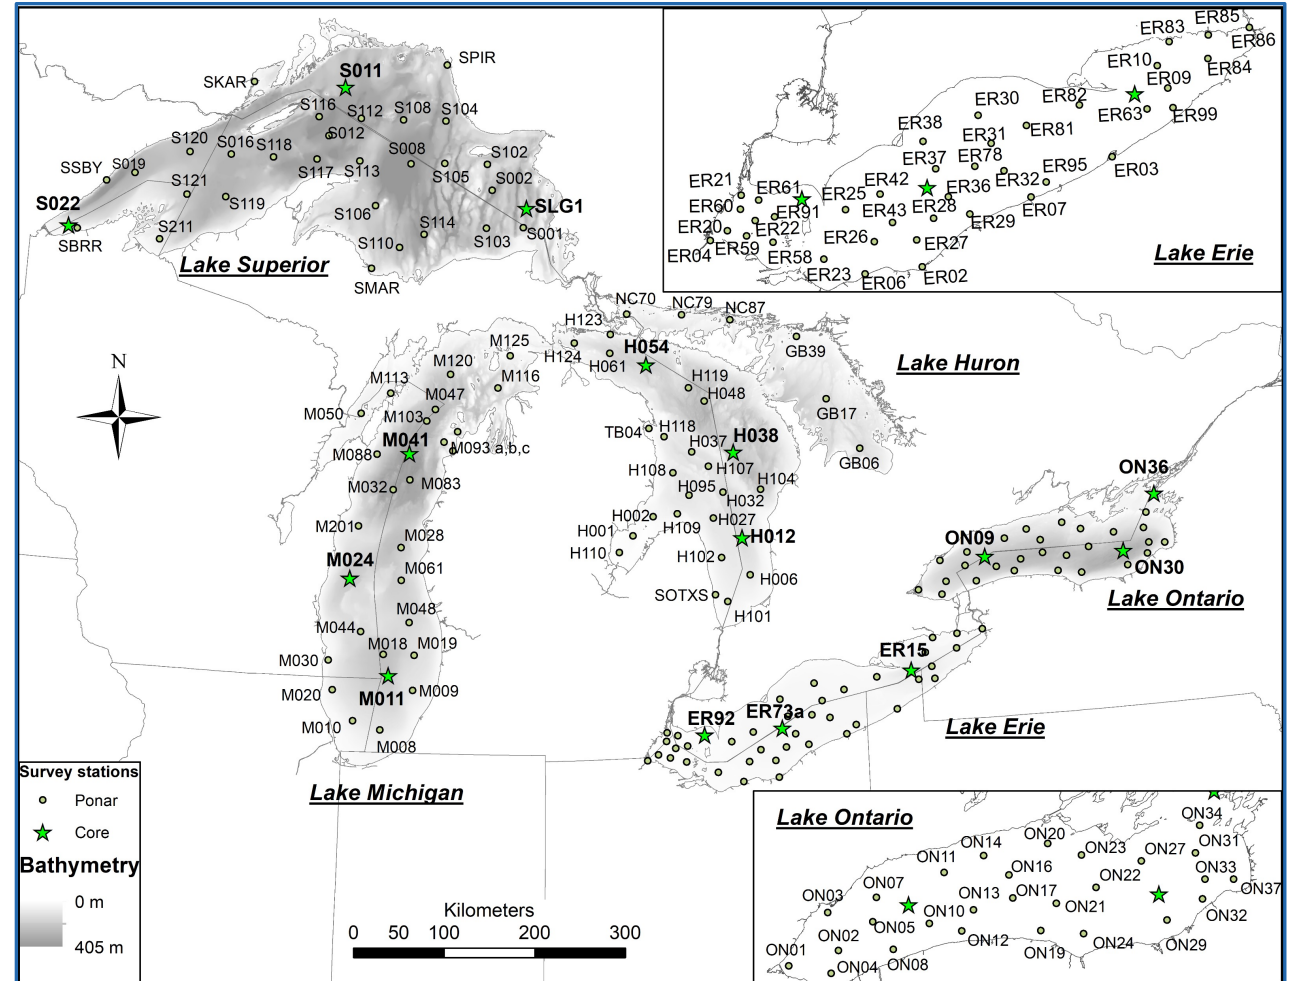 SPIR
SKAR
S011
S116
S112
S108
S104
S012
S120
S016
S118
S117
S113
S008
S105
S102
S002
SSBY
S019
S121
S119
S106
S114
S110
S103
SLG1
S001
S022
SBRR
S211
SMAR
Lake Superior
ER83
ER85
ER86
ER10
ER84
ER09
ER82
ER63
ER99
ER30
ER38
ER31
ER81
ER37
ER78
ER95
ER03
ER32
ER21
ER61
ER25
ER42
ER36
ER07
ER60
ER91
ER43
ER28
ER29
ER20
ER22
ER26
ER27
ER04
ER59
ER58
ER23
ER06
ER02
Lake Erie
N
NC70
NC79
NC87
H123
H124
H061
H054
GB39
GB17
GB06
Lake Huron
H119
H048
TB04
H118
H037
H038
H108
H107
H095
H104
H032
H002
H109
H027
H001
H012
H110
H102
H006
SOTXS
H101
M125
M120
M116
M113
M047
M050
M103
M041
M093 a,b,c
M088
M083
M032
M201
M028
M024
M061
M048
M044
M018
M019
M030
M011
M009
M020
M010
M008
Lake Michigan
ON36
ON09
ON30
Lake Ontario
ER15
ER92
ER73a
Lake Erie
Survey stations
Ponar
Core
Bathymetry
0 m
405 m
Kilometers
0 50 100 200 300
Lake Ontario
ON34
ON20
ON14
ON23
ON27
ON31
ON11
ON16
ON33
ON37
ON07
ON22
ON03
ON13
ON17
ON21
ON32
ON10
ON05
ON02
ON12
ON19
ON24
ON29
ON01
ON04
ON08